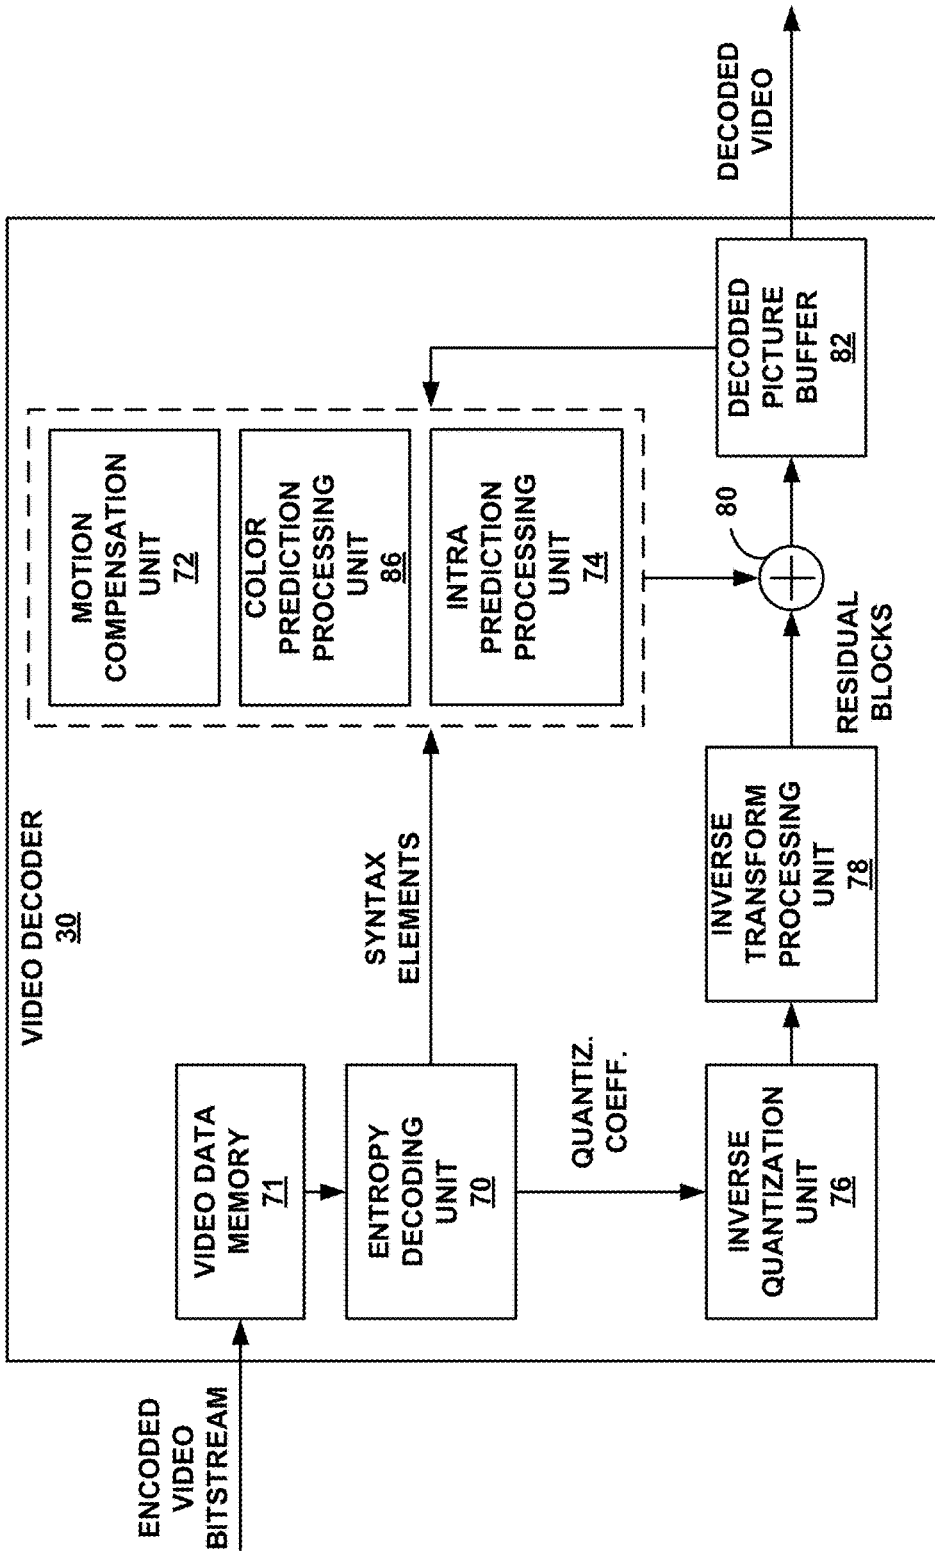 VIDEO DECODER
30
ENCODED
VIDEO
BITSTREAM
VIDEO DATA
MEMORY
71
ENTROPY
DECODING
UNIT
70
SYNTAX
ELEMENTS
MOTION
COMPENSATION
UNIT
72
COLOR
PREDICTION
PROCESSING
UNIT
86
INTRA
PREDICTION
PROCESSING
UNIT
74
QUANTIZ.
COEFF.
INVERSE
QUANTIZATION
UNIT
76
INVERSE
TRANSFORM
PROCESSING
UNIT
78
RESIDUAL
BLOCKS
80
DECODED
PICTURE
BUFFER
82
DECODED
VIDEO